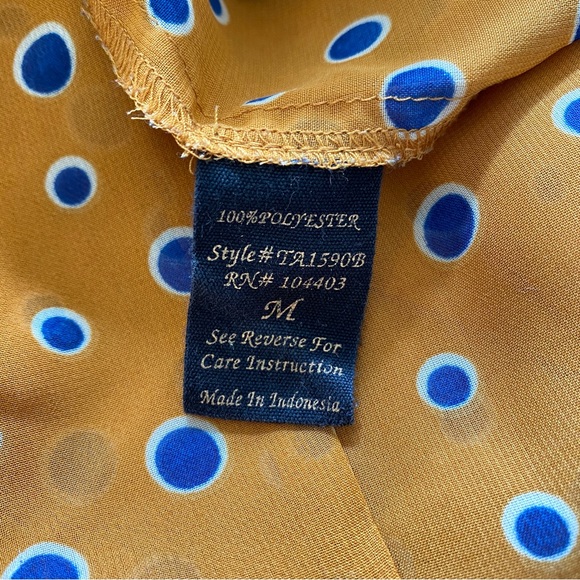 100%POLYESTER
Style# TA1590B
RN# 104403
M
See Reverse For
Care Instruction
Made In Indonesia